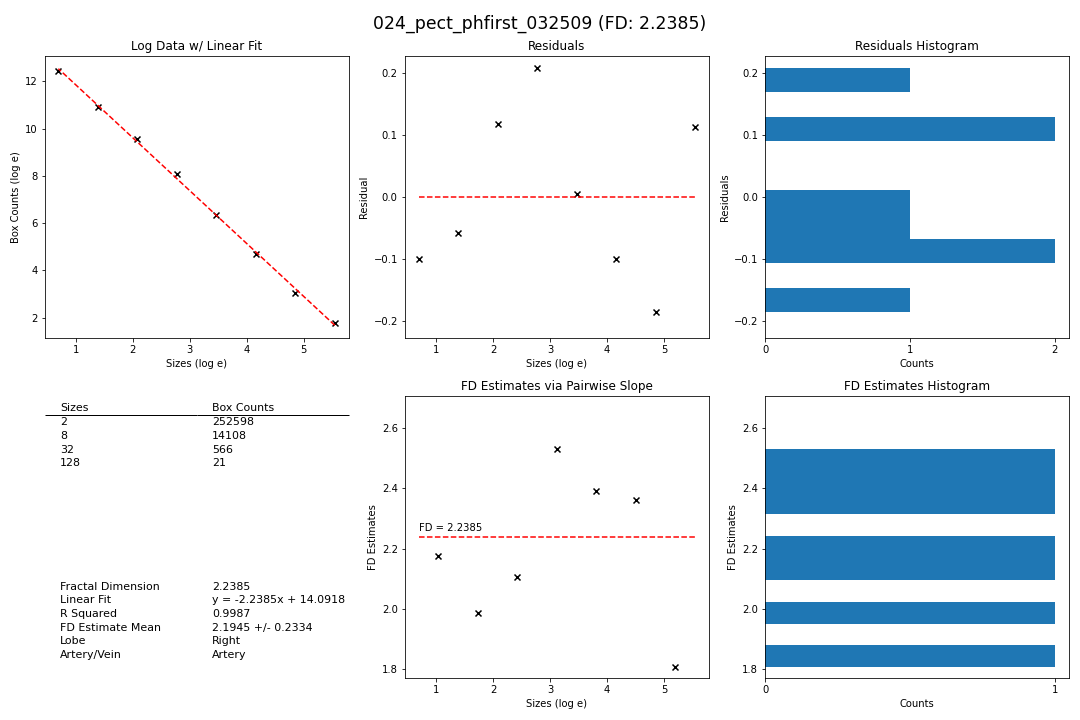 024_pect_phfirst_032509 (FD: 2.2385)
Log Data w/ Linear Fit
Box Counts (log e)
12
10
8
6
4
2
1 2 3 4 5
Sizes (log e)
Residuals
Residual
0.2
0.1
0.0
−0.1
−0.2
1 2 3 4 5
Sizes (log e)
Residuals Histogram
Residuals
0.2
0.1
0.0
−0.1
−0.2
0 1 2
Counts
Sizes Box Counts
2 252598
8 14108
32 566
128 21
Fractal Dimension 2.2385
Linear Fit y = -2.2385x + 14.0918
R Squared 0.9987
FD Estimate Mean 2.1945 +/- 0.2334
Lobe Right
Artery/Vein Artery
FD Estimates via Pairwise Slope
FD Estimates
2.6
2.4
2.2
2.0
1.8
FD = 2.2385
1 2 3 4 5
Sizes (log e)
FD Estimates Histogram
FD Estimates
2.6
2.4
2.2
2.0
1.8
0 1
Counts